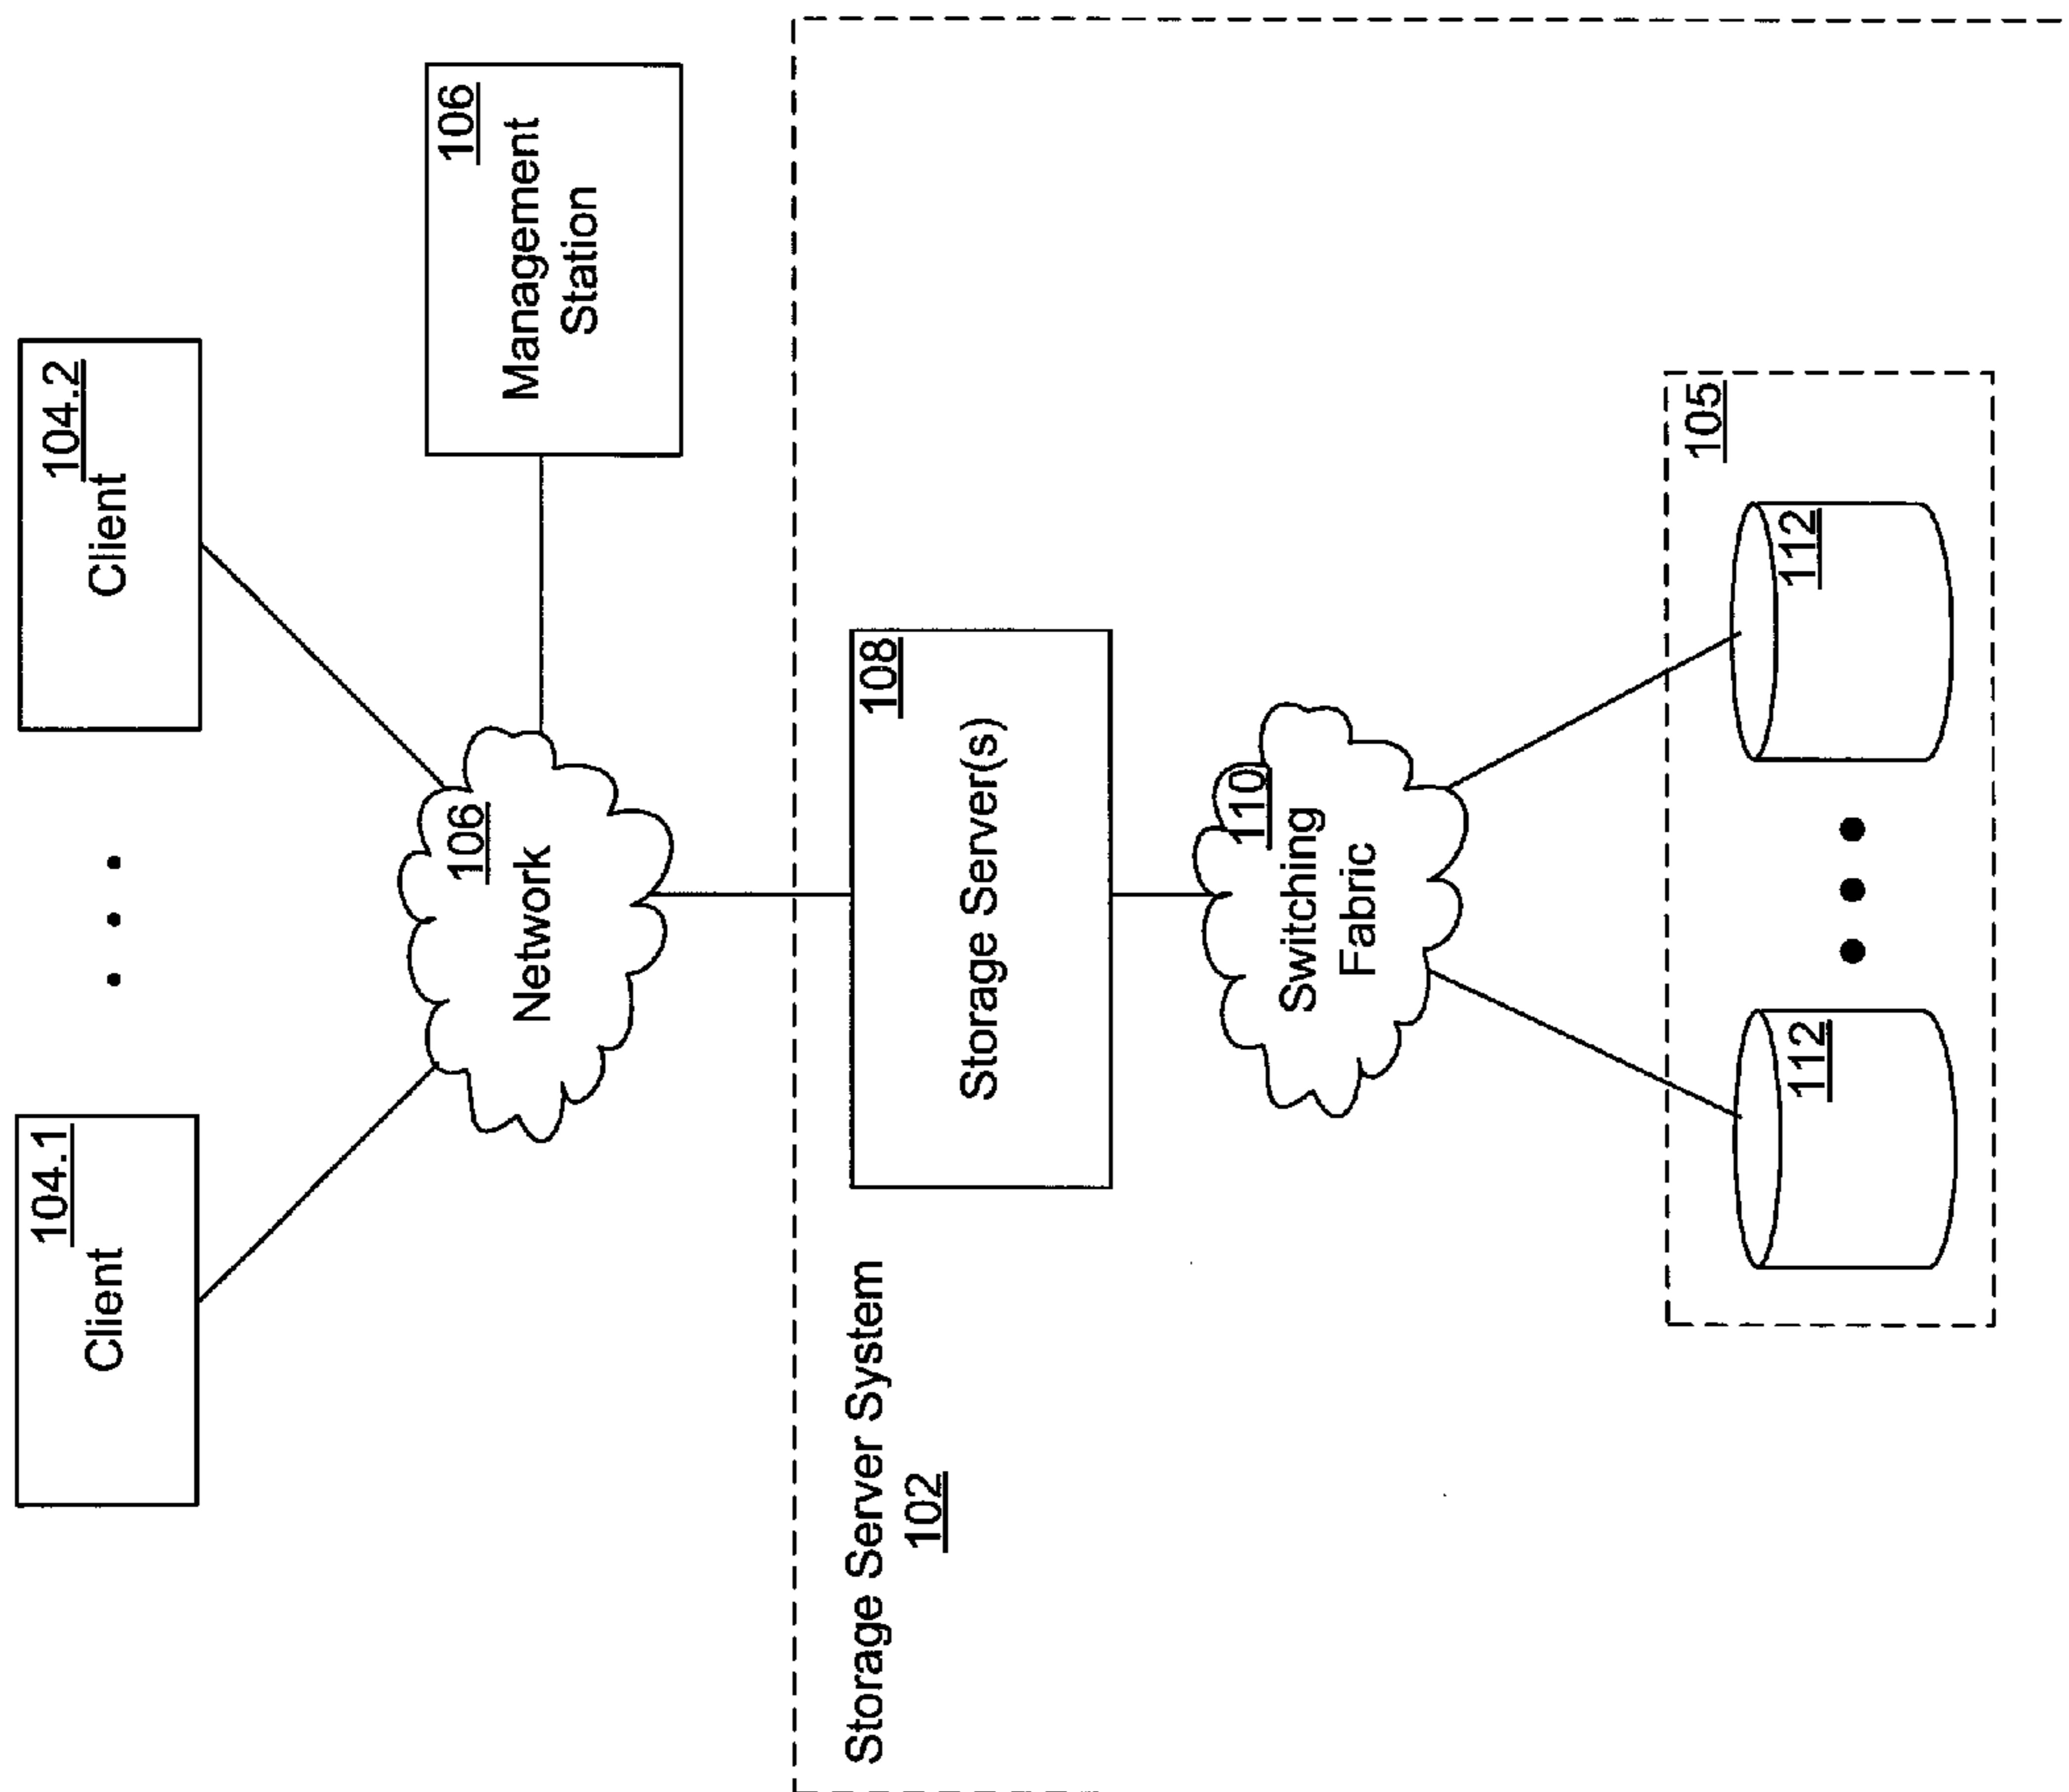 104.1
Client
104.2
Client
106
Network
106
Management
Station
Storage Server System
102
108
Storage Server(s)
110
Switching
Fabric
105
112
112